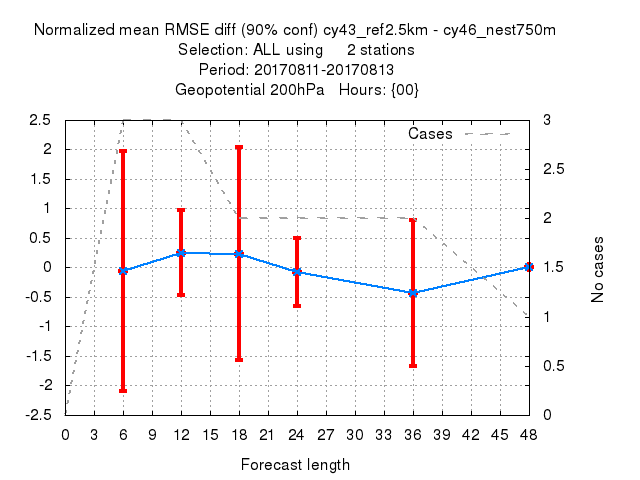 Normalized mean RMSE diff (90% conf) cy43_ref2.5km - cy46_nest750m
Selection: ALL using 2 stations
Period: 20170811-20170813
Geopotential 200hPa Hours: {00}
Cases
2.5
2
1.5
1
0.5
0
-0.5
-1
-1.5
-2
-2.5
3
2.5
2
1.5
1
0.5
0
No cases
0 3 6 9 12 15 18 21 24 27 30 33 36 39 42 45 48
Forecast length